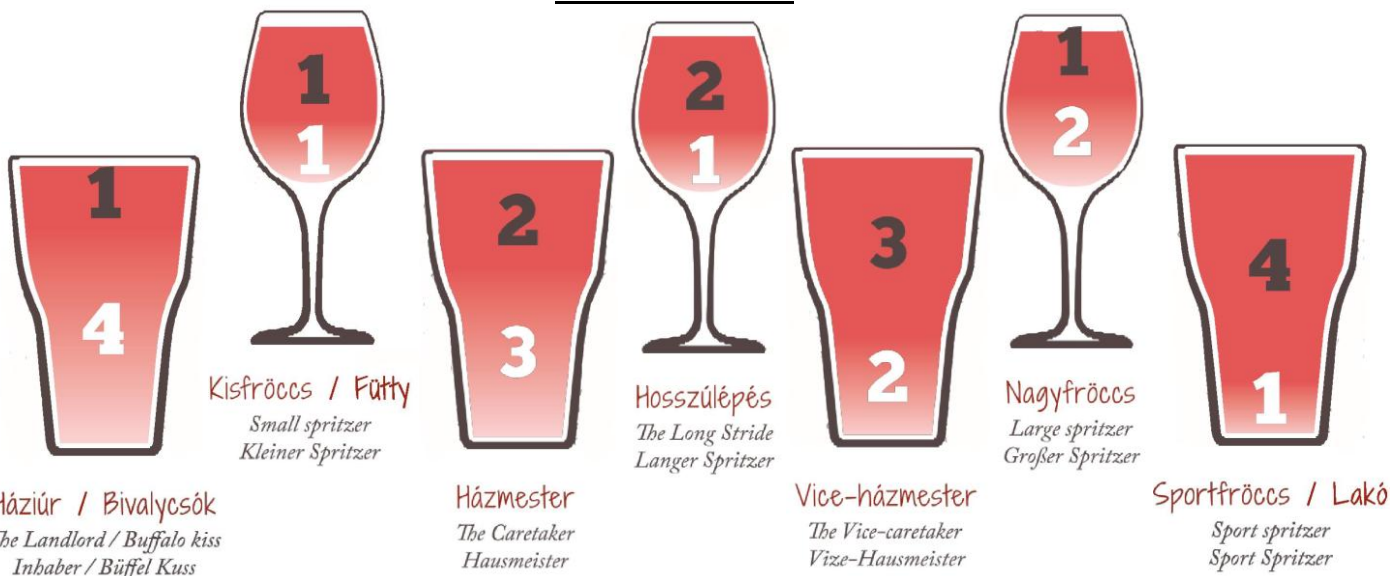 1
4
Háziúr / Bivalycsók
The Landlord / Buffalo kiss
Inhaber / Büffel Kuss
1
1
Kisfröccs / Fütty
Small spritzer
Kleiner Spritzer
2
3
Házmester
The Caretaker
Hausmeister
2
1
Hosszúlépés
The Long Stride
Langer Spritzer
3
2
Vice-házmester
The Vice-caretaker
Vize-Hausmeister
1
2
Nagyfröccs
Large spritzer
Großer Spritzer
4
1
Sportfröccs / Lakó
Sport spritzer
Sport Spritzer